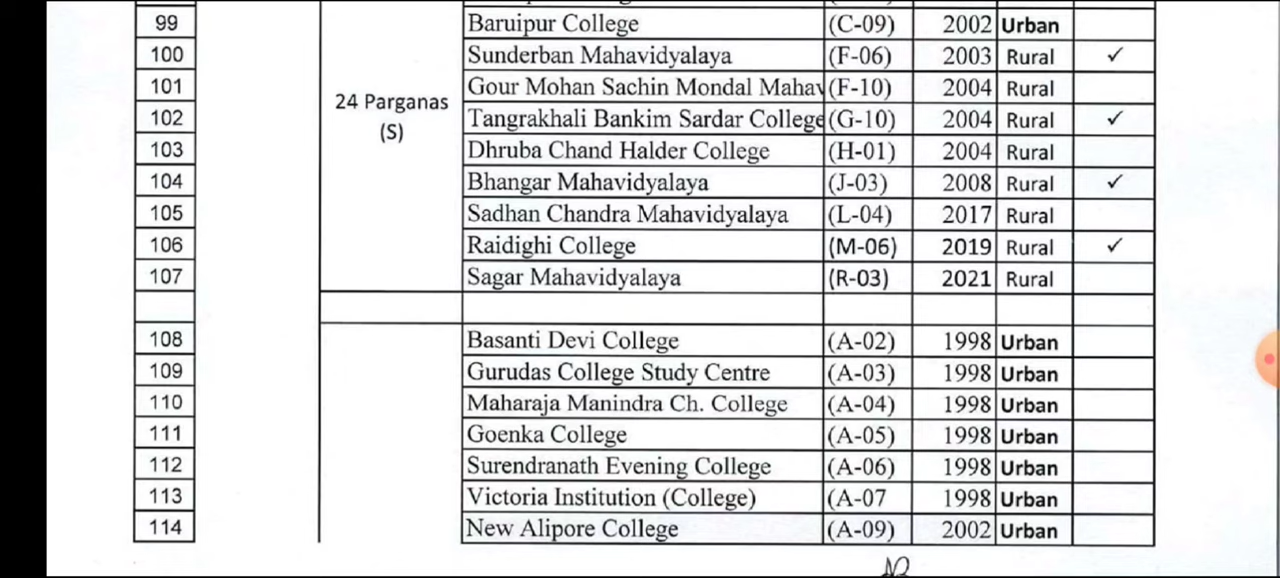 99 Baruipur College (C-09) 2002 Urban
100 Sunderban Mahavidyalaya (F-06) 2003 Rural ✓
101 Gour Mohan Sachin Mondal Mahav (F-10) 2004 Rural
24 Parganas (S)
102 Tangrakhali Bankim Sardar College (G-10) 2004 Rural ✓
103 Dhruba Chand Halder College (H-01) 2004 Rural
104 Bhangar Mahavidyalaya (J-03) 2008 Rural ✓
105 Sadhan Chandra Mahavidyalaya (L-04) 2017 Rural
106 Raidighi College (M-06) 2019 Rural ✓
107 Sagar Mahavidyalaya (R-03) 2021 Rural
108 Basanti Devi College (A-02) 1998 Urban
109 Gurudas College Study Centre (A-03) 1998 Urban
110 Maharaja Manindra Ch. College (A-04) 1998 Urban
111 Goenka College (A-05) 1998 Urban
112 Surendranath Evening College (A-06) 1998 Urban
113 Victoria Institution (College) (A-07 1998 Urban
114 New Alipore College (A-09) 2002 Urban